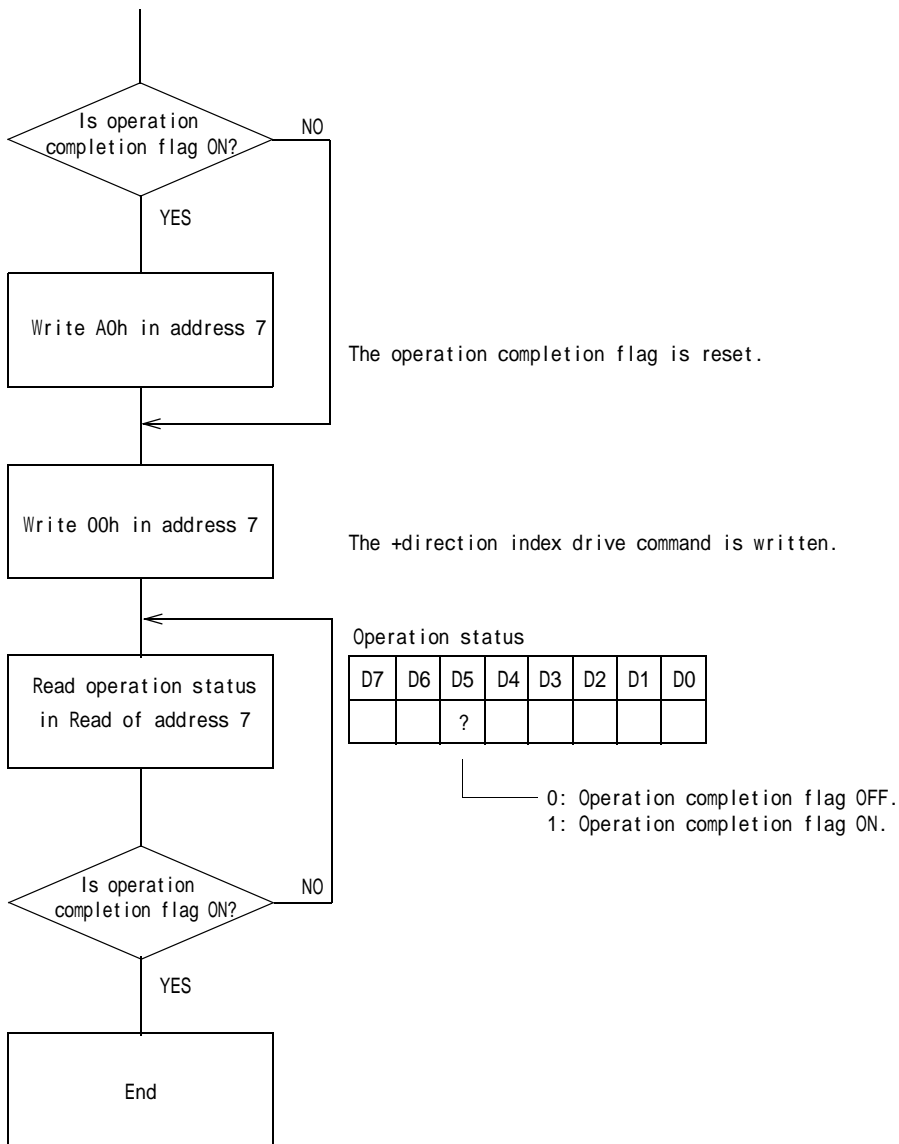 Is operation
completion flag ON?
NO
YES
Write A0h in address 7
The operation completion flag is reset.
Write 00h in address 7
The +direction index drive command is written.
Operation status
D7 D6 D5 D4 D3 D2 D1 D0
?
Read operation status
in Read of address 7
0: Operation completion flag OFF.
1: Operation completion flag ON.
Is operation
completion flag ON?
NO
YES
End